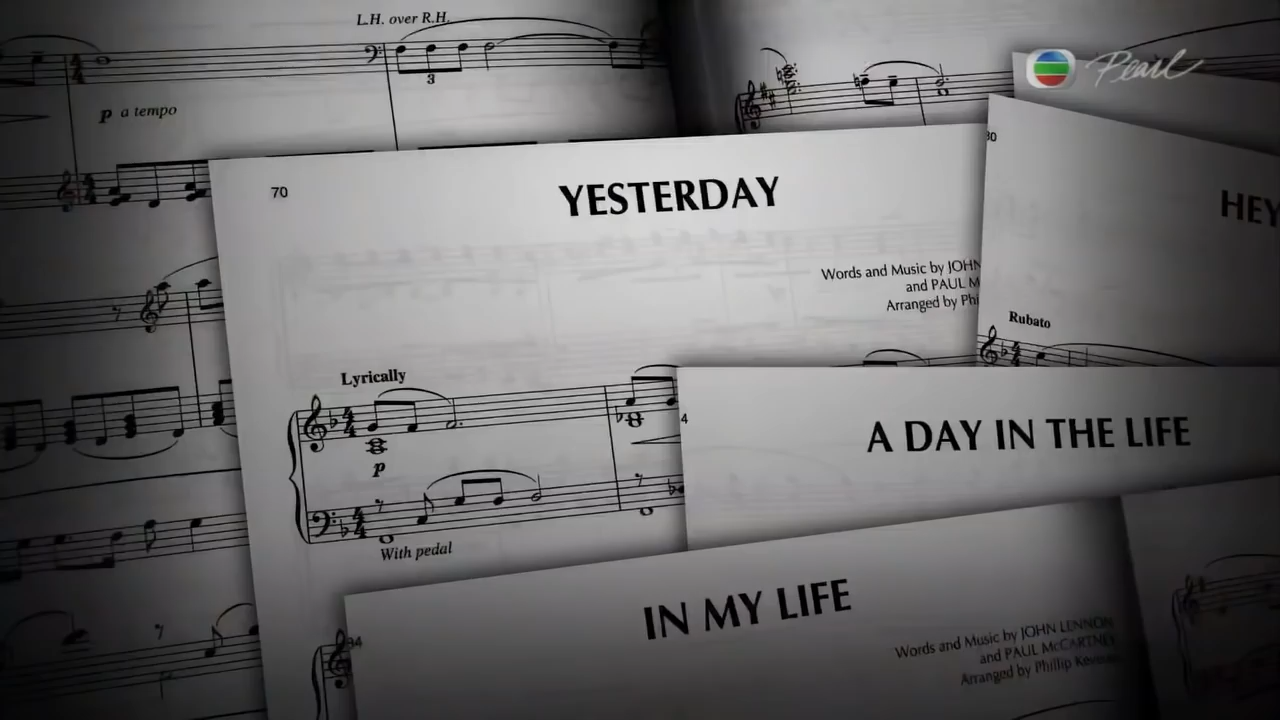 L.H. over R.H.
3
p a tempo
Pearl
70
YESTERDAY
Words and Music by JOHN
and PAUL M
Arranged by Phi
Lyrically
p
With pedal
HEY
Rubato
4
A DAY IN THE LIFE
IN MY LIFE
Words and Music by JOHN LENNON
and PAUL McCARTNEY
Arranged by Phillip